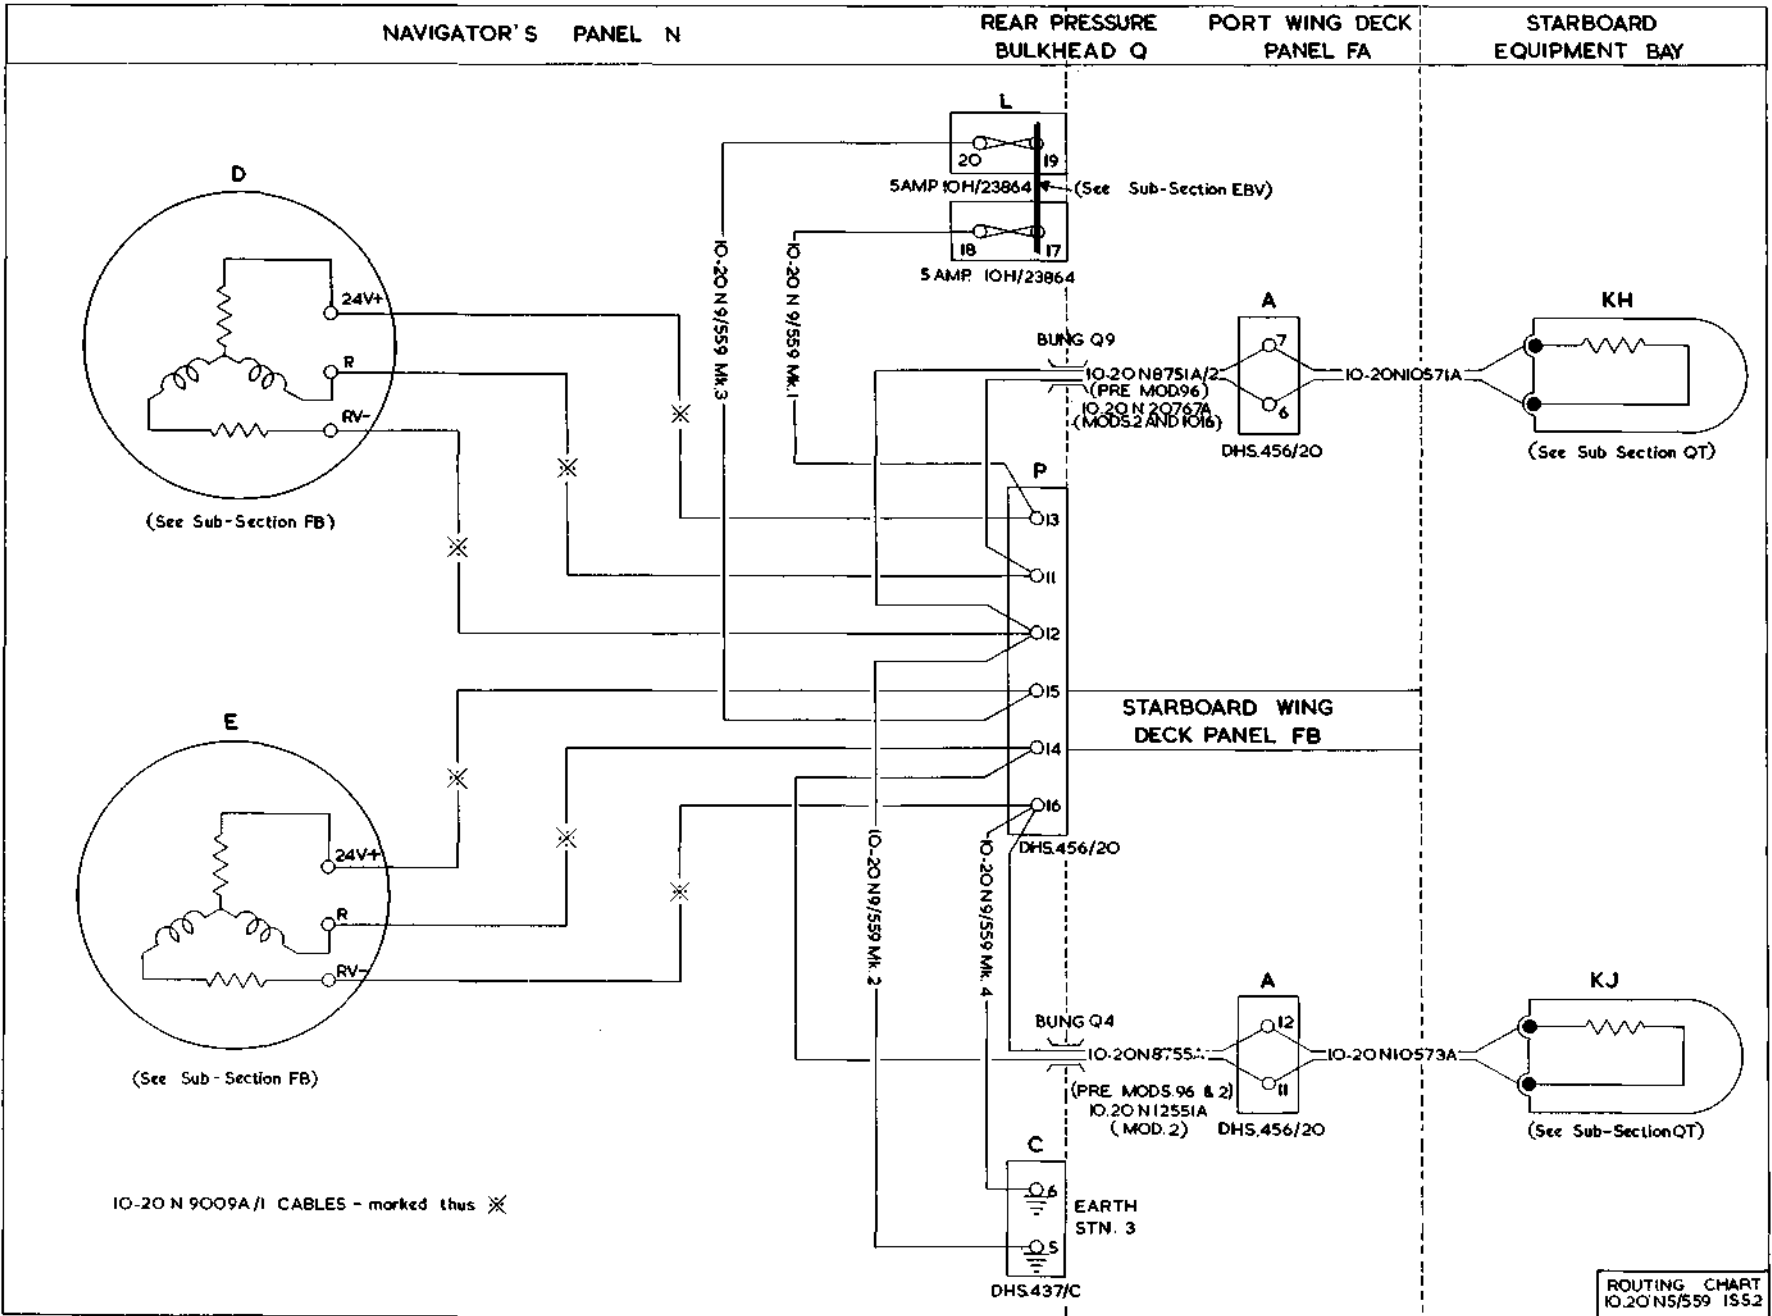 NAVIGATOR'S PANEL N
REAR PRESSURE
BULKHEAD Q
PORT WING DECK
PANEL FA
STARBOARD
EQUIPMENT BAY
L
20
19
5AMP 10H/23864
(See Sub-Section EBV)
18
17
5 AMP. 10H/23864
D
24V+
R
RV-
(See Sub-Section FB)
10-20 N 9/559 Mk.3
10-20 N 9/559 Mk.1
BUNG Q9
10-20 N8751A/2
(PRE MOD.96)
10.20 N 20767A
(MODS.2 AND 1016)
A
7
6
DHS.456/20
10-20N10571A
KH
(See Sub Section QT)
P
13
11
12
15
14
16
DHS.456/20
STARBOARD WING
DECK PANEL FB
E
24V+
R
RV-
(See Sub-Section FB)
10-20 N9/559 Mk. 2
10-20 N9/559 Mk. 4
BUNG Q4
10-20N8755A
(PRE. MODS.96 & 2)
10.20 N 12551A
(MOD.2)
A
12
11
DHS.456/20
10-20N10573A
KJ
(See Sub-Section QT)
C
6
5
EARTH
STN. 3
DHS.437/C
10-20 N 9009A/1 CABLES - marked thus ※
ROUTING CHART
10.20 N5/559 ISS.2